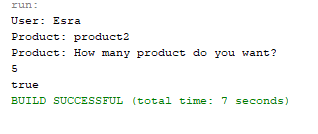 run:
User: Esra
Product: product2
Product: How many product do you want?
5
true
BUILD SUCCESSFUL (total time: 7 seconds)